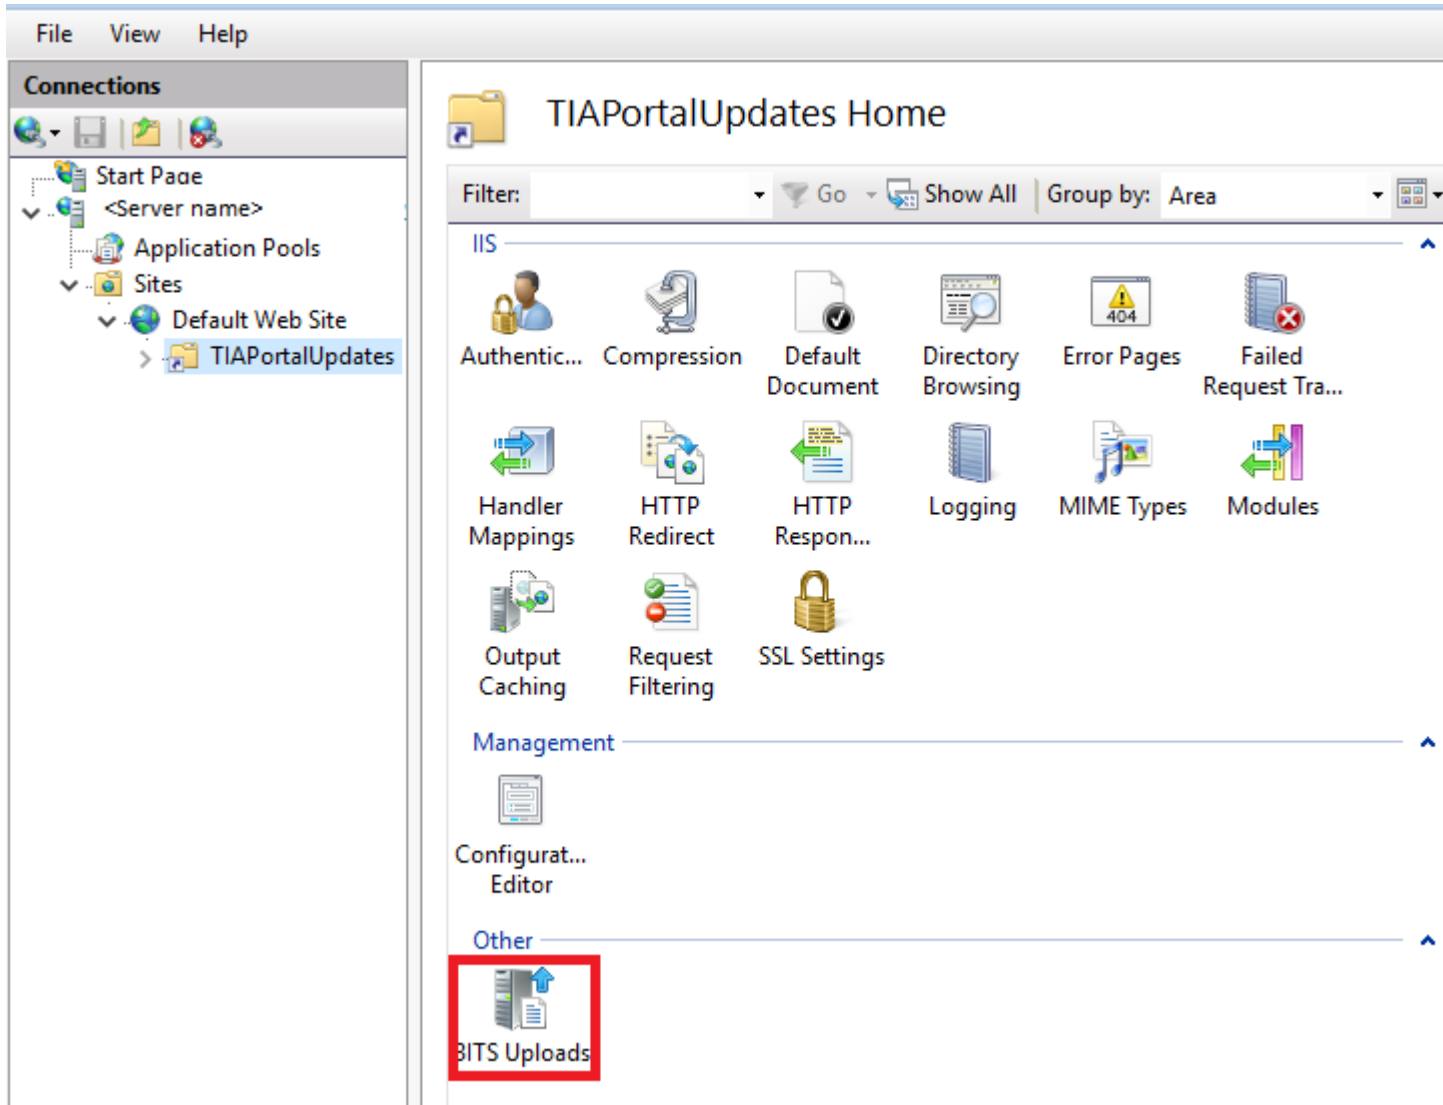 File View Help
Connections
Start Page
<Server name>
Application Pools
Sites
Default Web Site
TIAPortalUpdates
TIAPortalUpdates Home
Filter: Go Show All Group by: Area
IIS
Authentic... Compression Default Document Directory Browsing Error Pages Failed Request Tra...
Handler Mappings HTTP Redirect HTTP Respon... Logging MIME Types Modules
Output Caching Request Filtering SSL Settings
Management
Configurat... Editor
Other
BITS Uploads
404